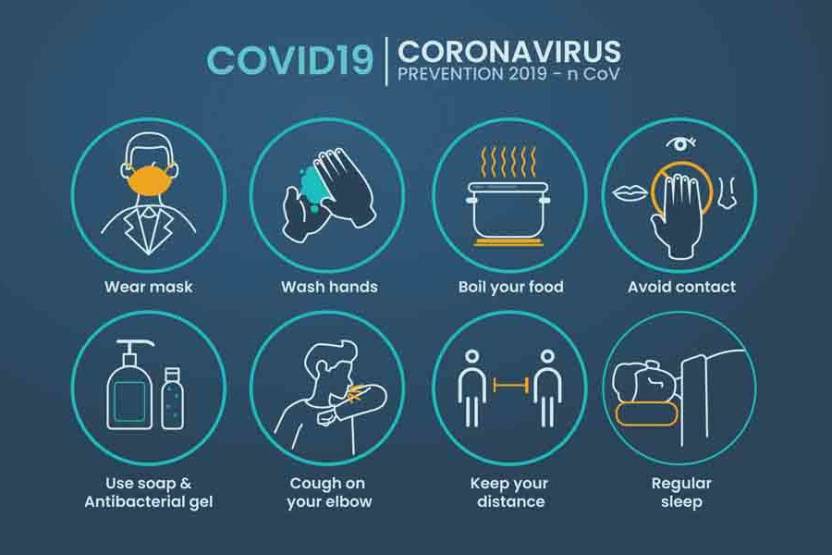 COVID19
CORONAVIRUS
PREVENTION 2019 - n CoV
Wear mask
Wash hands
Boil your food
Avoid contact
Use soap &
Antibacterial gel
Cough on
your elbow
Keep your
distance
Regular
sleep